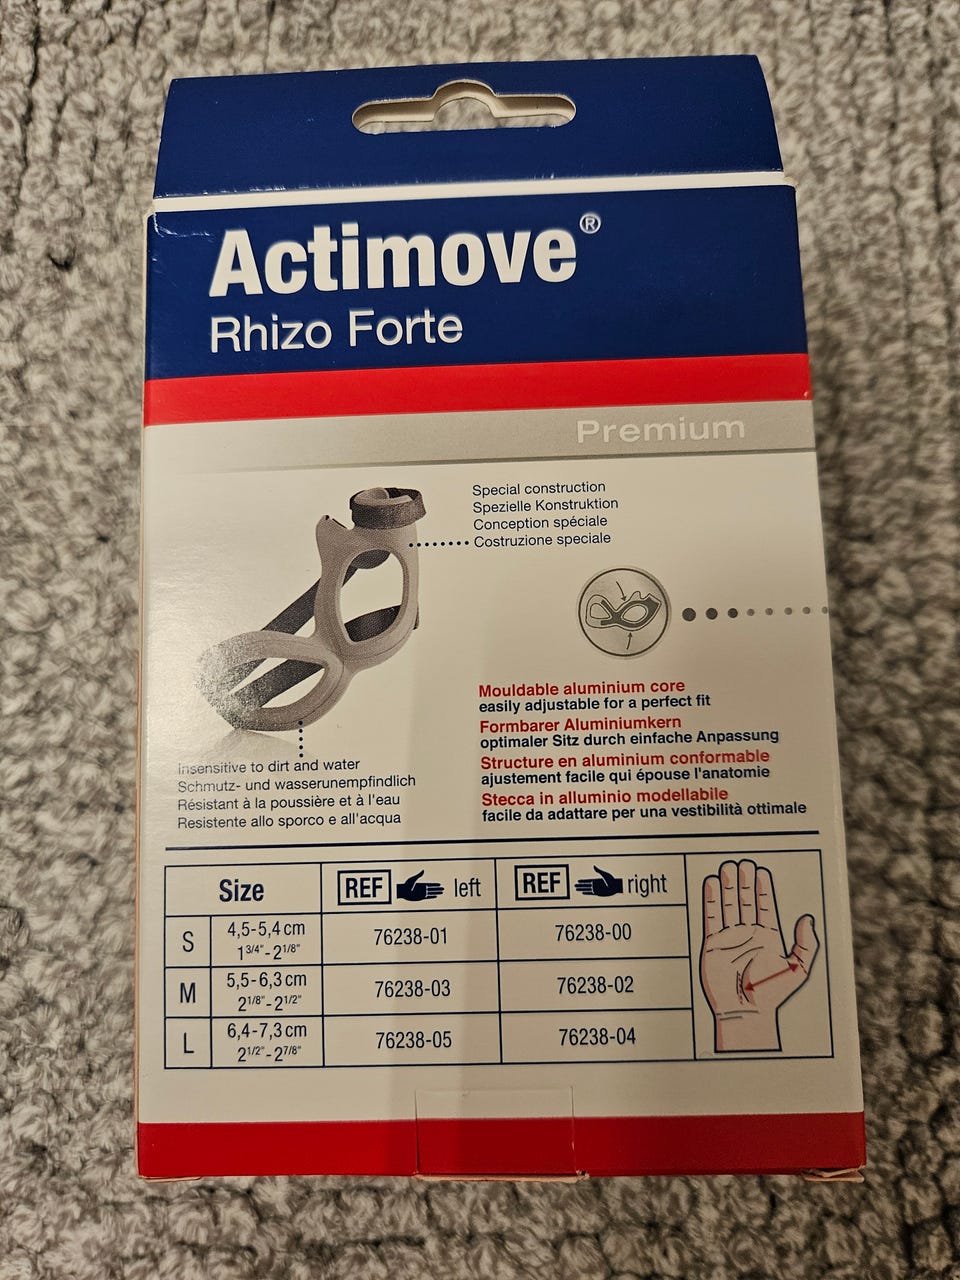 Actimove®
Rhizo Forte
Premium
Special construction
Spezielle Konstruktion
Conception spéciale
Costruzione speciale
Mouldable aluminium core
easily adjustable for a perfect fit
Formbarer Aluminiumkern
optimaler Sitz durch einfache Anpassung
Structure en aluminium conformable
ajustement facile qui épouse l'anatomie
Stecca in alluminio modellabile
facile da adattare per una vestibilità ottimale
Insensitive to dirt and water
Schmutz- und wasserunempfindlich
Résistant à la poussière et à l'eau
Resistente allo sporco e all'acqua
Size REF left REF right
S 4,5-5,4 cm 76238-01 76238-00
1 3/4" - 2 1/8"
M 5,5-6,3 cm 76238-03 76238-02
2 1/8" - 2 1/2"
L 6,4-7,3 cm 76238-05 76238-04
2 1/2" - 2 7/8"